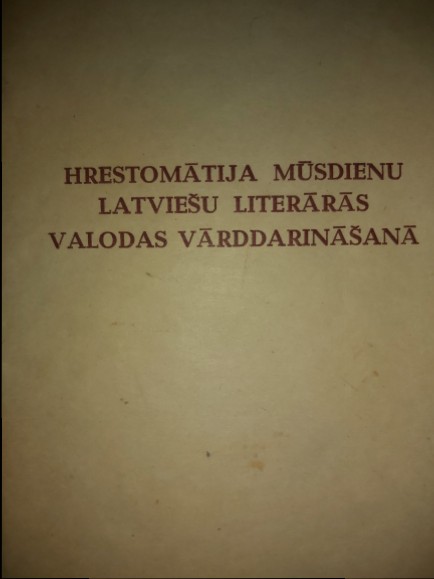 HRESTOMĀTIJA MŪSDIENU
LATVIEŠU LITERĀRĀS
VALODAS VĀRDDARINĀŠANĀ